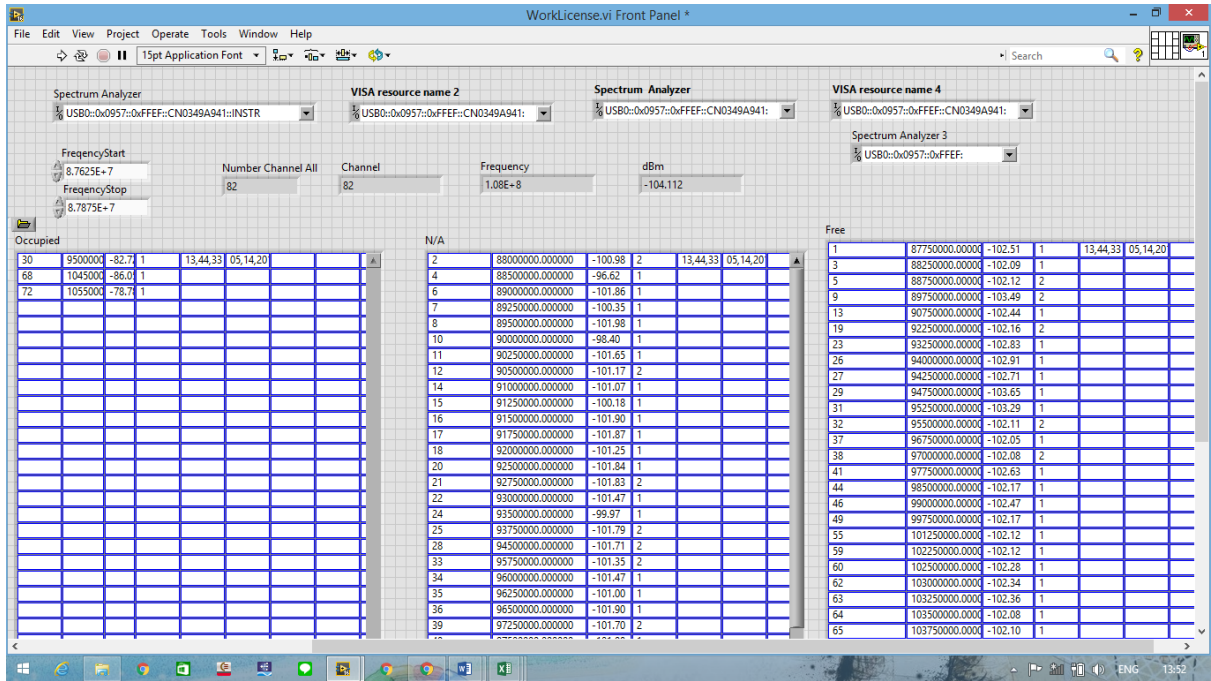 WorkLicense.vi Front Panel *
File Edit View Project Operate Tools Window Help
15pt Application Font
Search
Spectrum Analyzer
USB0::0x0957::0xFFEF::CN0349A941::INSTR
VISA resource name 2
USB0::0x0957::0xFFEF::CN0349A941:
Spectrum Analyzer
USB0::0x0957::0xFFEF::CN0349A941:
VISA resource name 4
USB0::0x0957::0xFFEF::CN0349A941:
Spectrum Analyzer 3
USB0::0x0957::0xFFEF:
FreqencyStart
8.7625E+7
FreqencyStop
8.7875E+7
Number Channel All
82
Channel
82
Frequency
1.08E+8
dBm
-104.112
Occupied
30 9500000 -82.7 1 13,44,33 05,14,20
68 1045000 -86.0 1
72 1055000 -78.7 1
N/A
2 88000000.000000 -100.98 2 13,44,33 05,14,20
4 88500000.000000 -96.62 1
6 89000000.000000 -101.86 1
7 89250000.000000 -100.35 1
8 89500000.000000 -101.98 1
10 90000000.000000 -98.40 1
11 90250000.000000 -101.65 1
12 90500000.000000 -101.17 2
14 91000000.000000 -101.07 1
15 91250000.000000 -100.18 1
16 91500000.000000 -101.90 1
17 91750000.000000 -101.87 1
18 92000000.000000 -101.25 1
20 92500000.000000 -101.84 1
21 92750000.000000 -101.83 2
22 93000000.000000 -101.47 1
24 93500000.000000 -99.97 1
25 93750000.000000 -101.79 2
28 94500000.000000 -101.71 2
33 95750000.000000 -101.35 2
34 96000000.000000 -101.47 1
35 96250000.000000 -101.00 1
36 96500000.000000 -101.90 1
39 97250000.000000 -101.70 2
Free
1 87750000.00000 -102.51 1 13,44,33 05,14,20
3 88250000.00000 -102.09 1
5 88750000.00000 -102.12 2
9 89750000.00000 -103.49 2
13 90750000.00000 -102.44 1
19 92250000.00000 -102.16 2
23 93250000.00000 -102.83 1
26 94000000.00000 -102.91 1
27 94250000.00000 -102.71 1
29 94750000.00000 -103.65 1
31 95250000.00000 -103.29 1
32 95500000.00000 -102.11 2
37 96750000.00000 -102.05 1
38 97000000.00000 -102.08 2
41 97750000.00000 -102.63 1
44 98500000.00000 -102.17 1
46 99000000.00000 -102.47 1
49 99750000.00000 -102.17 1
55 101250000.0000 -102.12 1
59 102250000.0000 -102.12 1
60 102500000.0000 -102.28 1
62 103000000.0000 -102.34 1
63 103250000.0000 -102.36 1
64 103500000.0000 -102.08 1
65 103750000.0000 -102.10 1
ENG 13:52